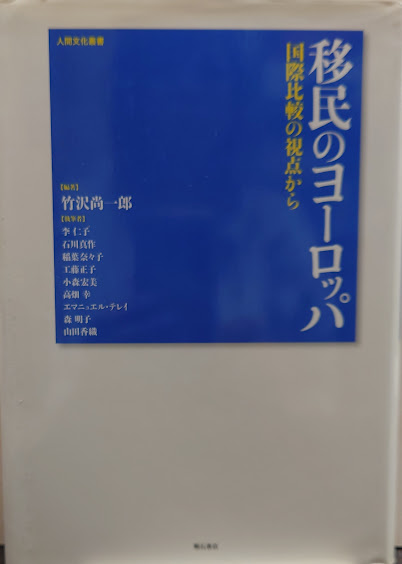 人間文化叢書
移民のヨーロッパ
国際比較の視点から
【編著】
竹沢尚一郎
【執筆者】
李 仁子
石川真作
稲葉奈々子
工藤正子
小森宏美
高畑 幸
エマニュエル・テレイ
森 明子
山田香織
明石書店